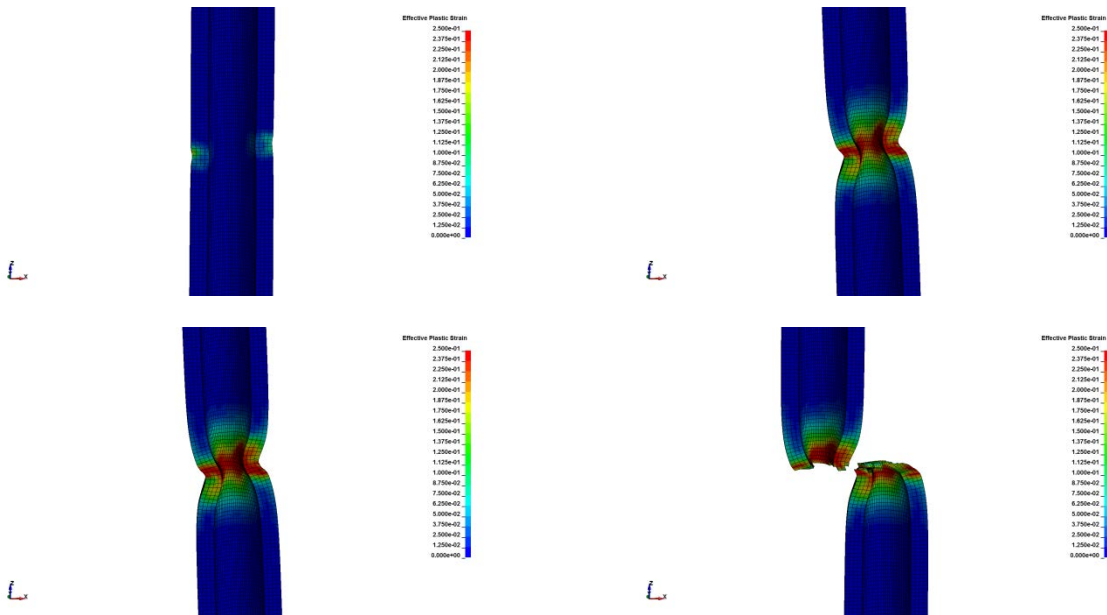 Effective Plastic Strain
2.500e-01
2.375e-01
2.250e-01
2.125e-01
2.000e-01
1.875e-01
1.750e-01
1.625e-01
1.500e-01
1.375e-01
1.250e-01
1.125e-01
1.000e-01
8.750e-02
7.500e-02
6.250e-02
5.000e-02
3.750e-02
2.500e-02
1.250e-02
0.000e+00
Z
X
Effective Plastic Strain
2.500e-01
2.375e-01
2.250e-01
2.125e-01
2.000e-01
1.875e-01
1.750e-01
1.625e-01
1.500e-01
1.375e-01
1.250e-01
1.125e-01
1.000e-01
8.750e-02
7.500e-02
6.250e-02
5.000e-02
3.750e-02
2.500e-02
1.250e-02
0.000e+00
Z
X
Effective Plastic Strain
2.500e-01
2.375e-01
2.250e-01
2.125e-01
2.000e-01
1.875e-01
1.750e-01
1.625e-01
1.500e-01
1.375e-01
1.250e-01
1.125e-01
1.000e-01
8.750e-02
7.500e-02
6.250e-02
5.000e-02
3.750e-02
2.500e-02
1.250e-02
0.000e+00
Z
X
Effective Plastic Strain
2.500e-01
2.375e-01
2.250e-01
2.125e-01
2.000e-01
1.875e-01
1.750e-01
1.625e-01
1.500e-01
1.375e-01
1.250e-01
1.125e-01
1.000e-01
8.750e-02
7.500e-02
6.250e-02
5.000e-02
3.750e-02
2.500e-02
1.250e-02
0.000e+00
Z
X